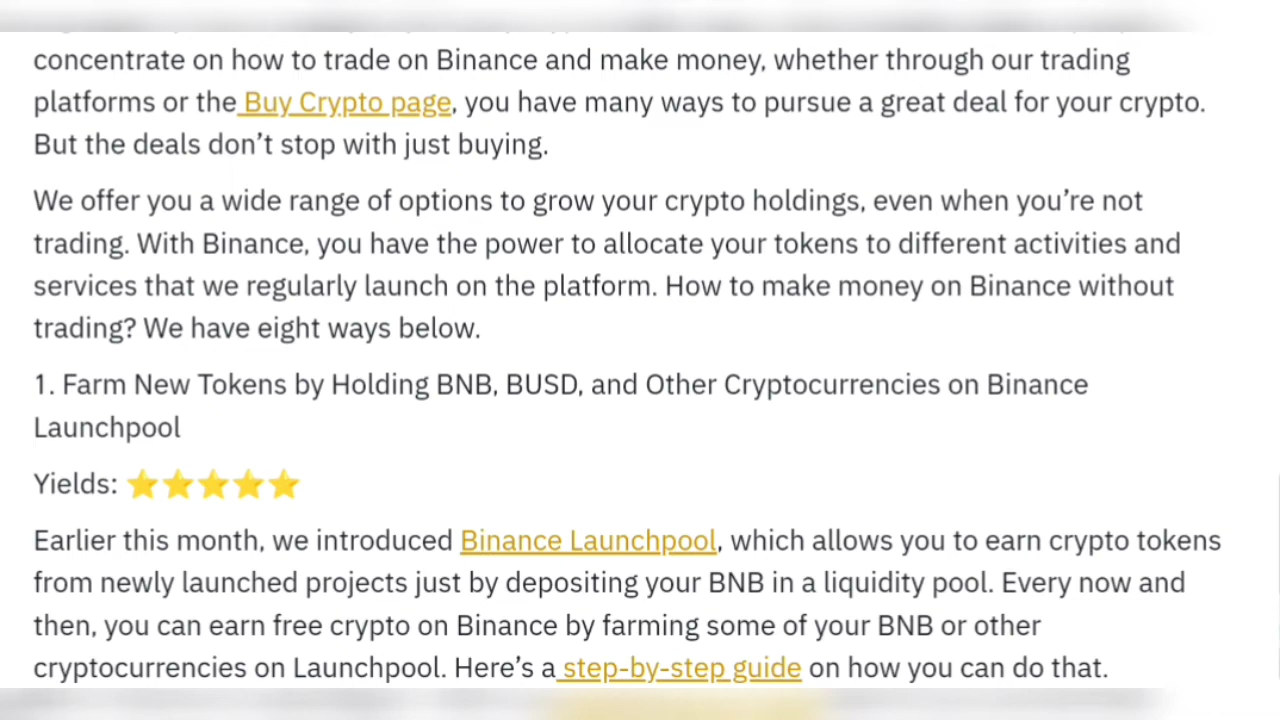 concentrate on how to trade on Binance and make money, whether through our trading
platforms or the Buy Crypto page, you have many ways to pursue a great deal for your crypto.
But the deals don’t stop with just buying.
We offer you a wide range of options to grow your crypto holdings, even when you’re not
trading. With Binance, you have the power to allocate your tokens to different activities and
services that we regularly launch on the platform. How to make money on Binance without
trading? We have eight ways below.
1. Farm New Tokens by Holding BNB, BUSD, and Other Cryptocurrencies on Binance
Launchpool
Yields: ⭐⭐⭐⭐⭐
Earlier this month, we introduced Binance Launchpool, which allows you to earn crypto tokens
from newly launched projects just by depositing your BNB in a liquidity pool. Every now and
then, you can earn free crypto on Binance by farming some of your BNB or other
cryptocurrencies on Launchpool. Here’s a step-by-step guide on how you can do that.